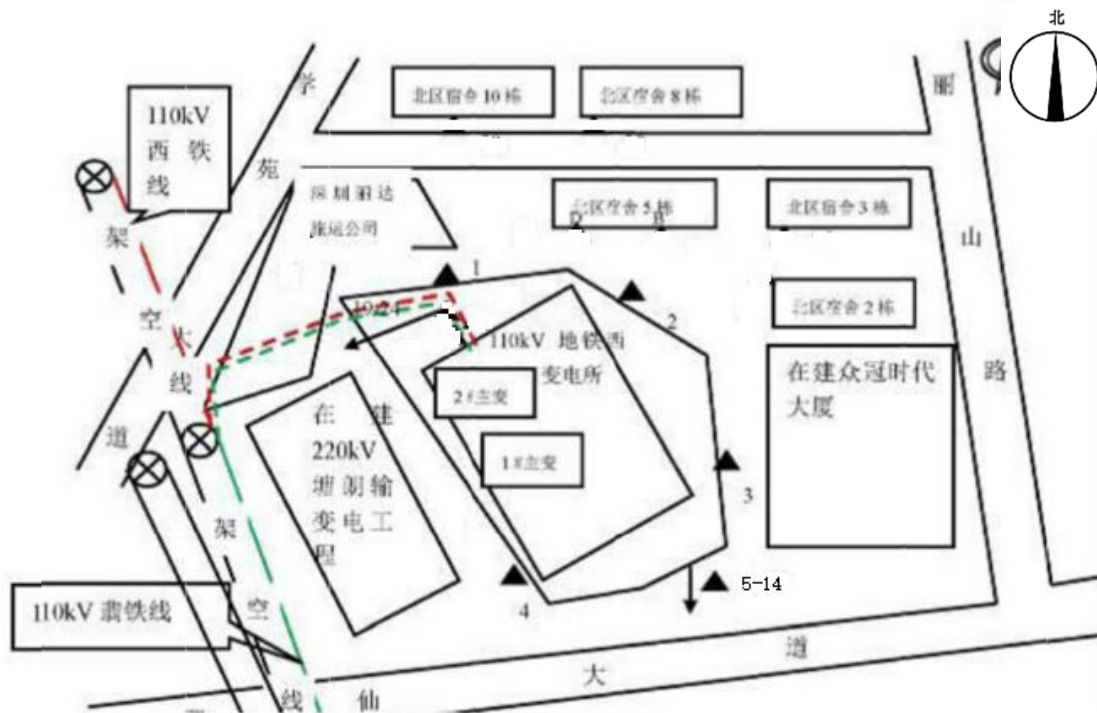 北
学
苑
大
道
丽
山
路
北区宿舍10栋
北区宿舍8栋
110kV
西铁
线
架
空
线
深圳丽达
旅运公司
北区宿舍5栋
D
B
北区宿舍3栋
1
2
北区宿舍2栋
110kV 地铁西
变电所
2#主变
1#主变
在建众冠时代
大厦
在建
220kV
塘朗输
变电工
程
3
4
5-14
架
空
线
110kV 翡铁线
仙
大
道